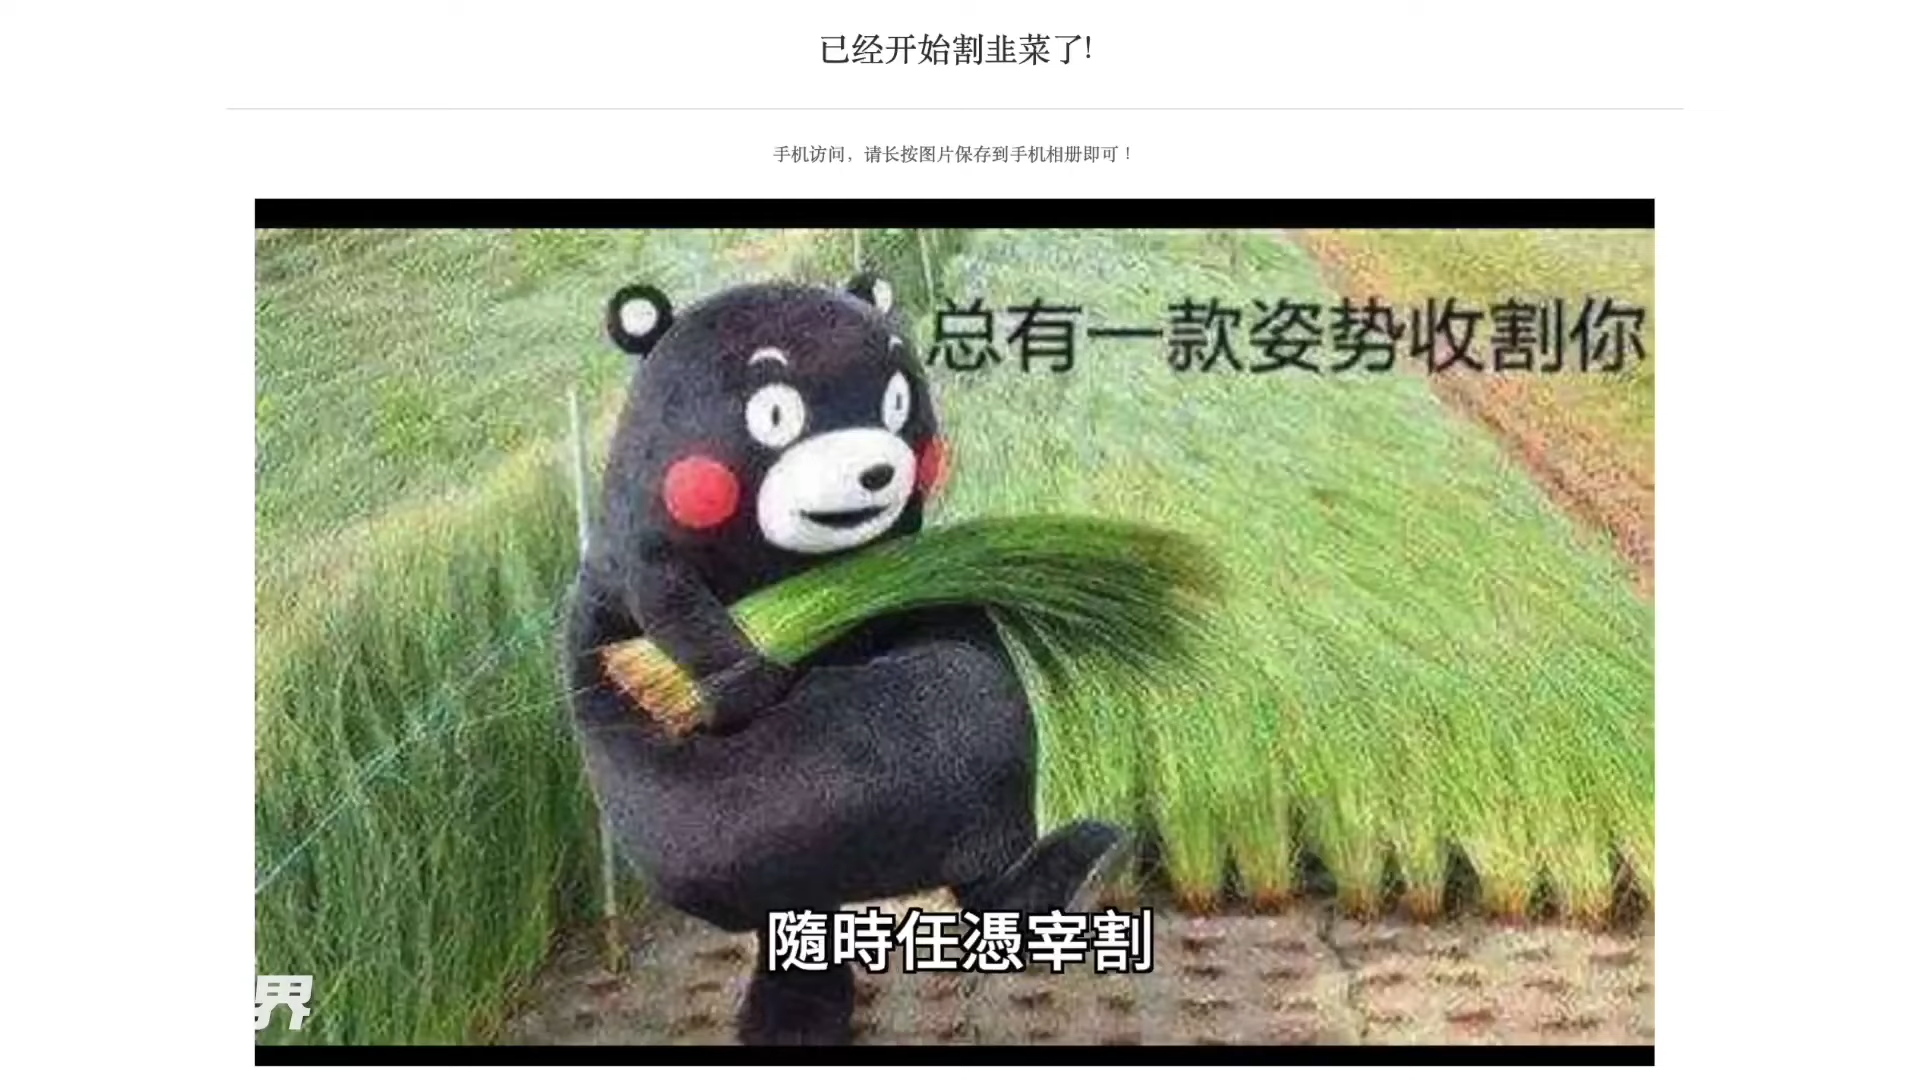 已经开始割韭菜了!
手机访问，请长按图片保存到手机相册即可！
总有一款姿势收割你
隨時任憑宰割
界